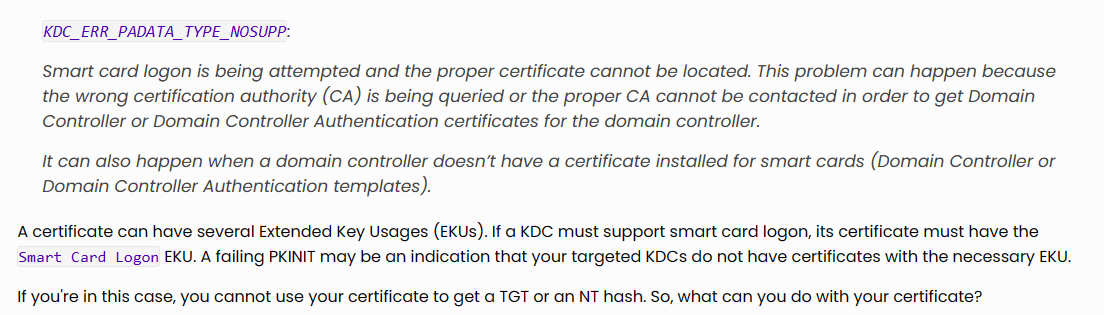 KDC_ERR_PADATA_TYPE_NOSUPP:
Smart card logon is being attempted and the proper certificate cannot be located. This problem can happen because
the wrong certification authority (CA) is being queried or the proper CA cannot be contacted in order to get Domain
Controller or Domain Controller Authentication certificates for the domain controller.
It can also happen when a domain controller doesn’t have a certificate installed for smart cards (Domain Controller or
Domain Controller Authentication templates).
A certificate can have several Extended Key Usages (EKUs). If a KDC must support smart card logon, its certificate must have the
Smart Card Logon EKU. A failing PKINIT may be an indication that your targeted KDCs do not have certificates with the necessary EKU.
If you're in this case, you cannot use your certificate to get a TGT or an NT hash. So, what can you do with your certificate?